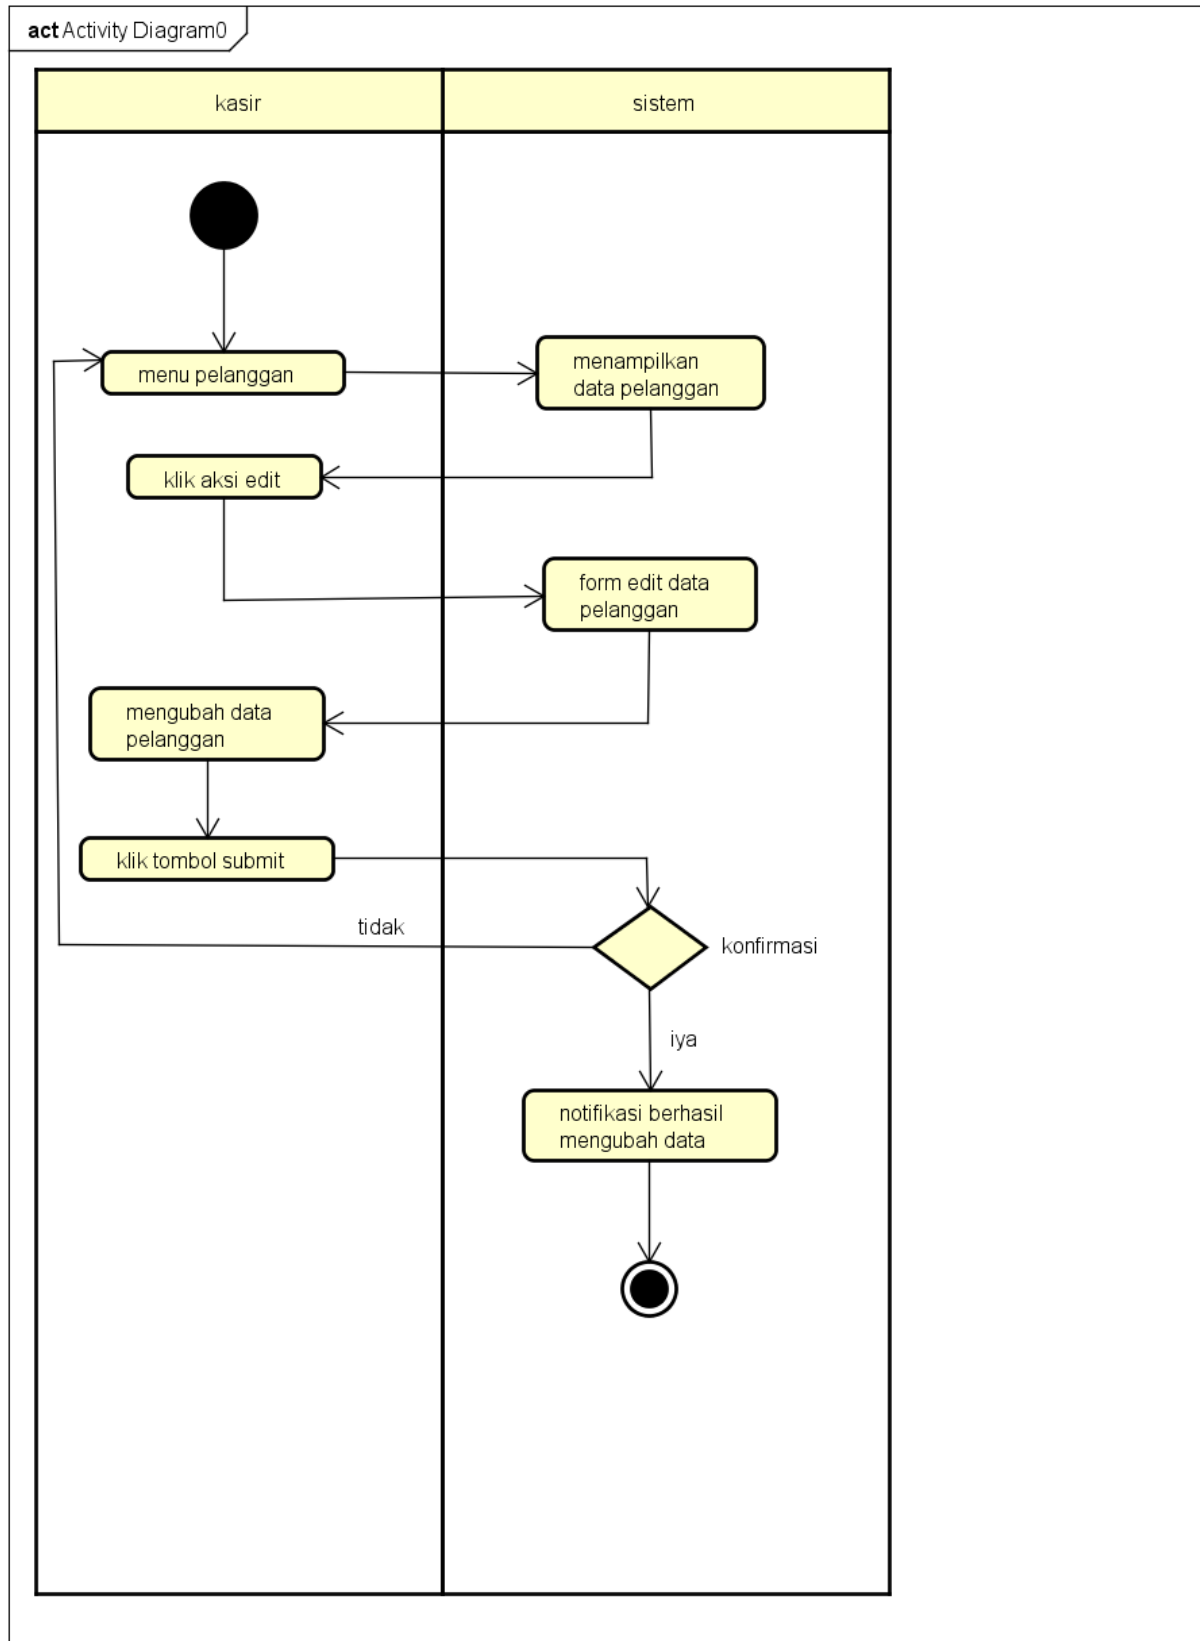 act Activity Diagram0
kasir
sistem
menu pelanggan
menampilkan
data pelanggan
klik aksi edit
form edit data
pelanggan
mengubah data
pelanggan
klik tombol submit
tidak
konfirmasi
iya
notifikasi berhasil
mengubah data